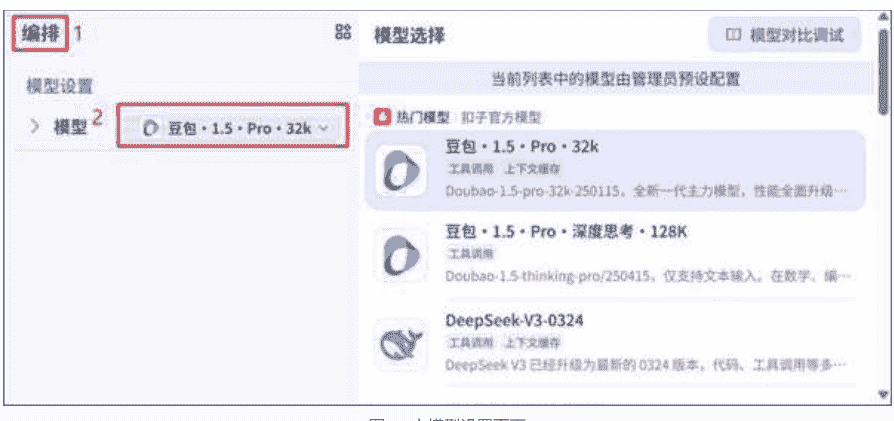 编排 1
模型设置
模型 2 豆包·1.5·Pro·32k
模型选择 模型对比调试
当前列表中的模型由管理员预设配置
热门模型 扣子官方模型
豆包·1.5·Pro·32k
工具调用 上下文缓存
Doubao-1.5-pro-32k-250115，全新一代主力模型，性能全面升级…
豆包·1.5·Pro·深度思考·128K
工具调用
Doubao-1.5-thinking-pro/250415，仅支持文本输入。在数学、编…
DeepSeek-V3-0324
工具调用 上下文缓存
DeepSeek V3 已经升级为最新的 0324 版本，代码、工具调用等多…
大模型设置页面